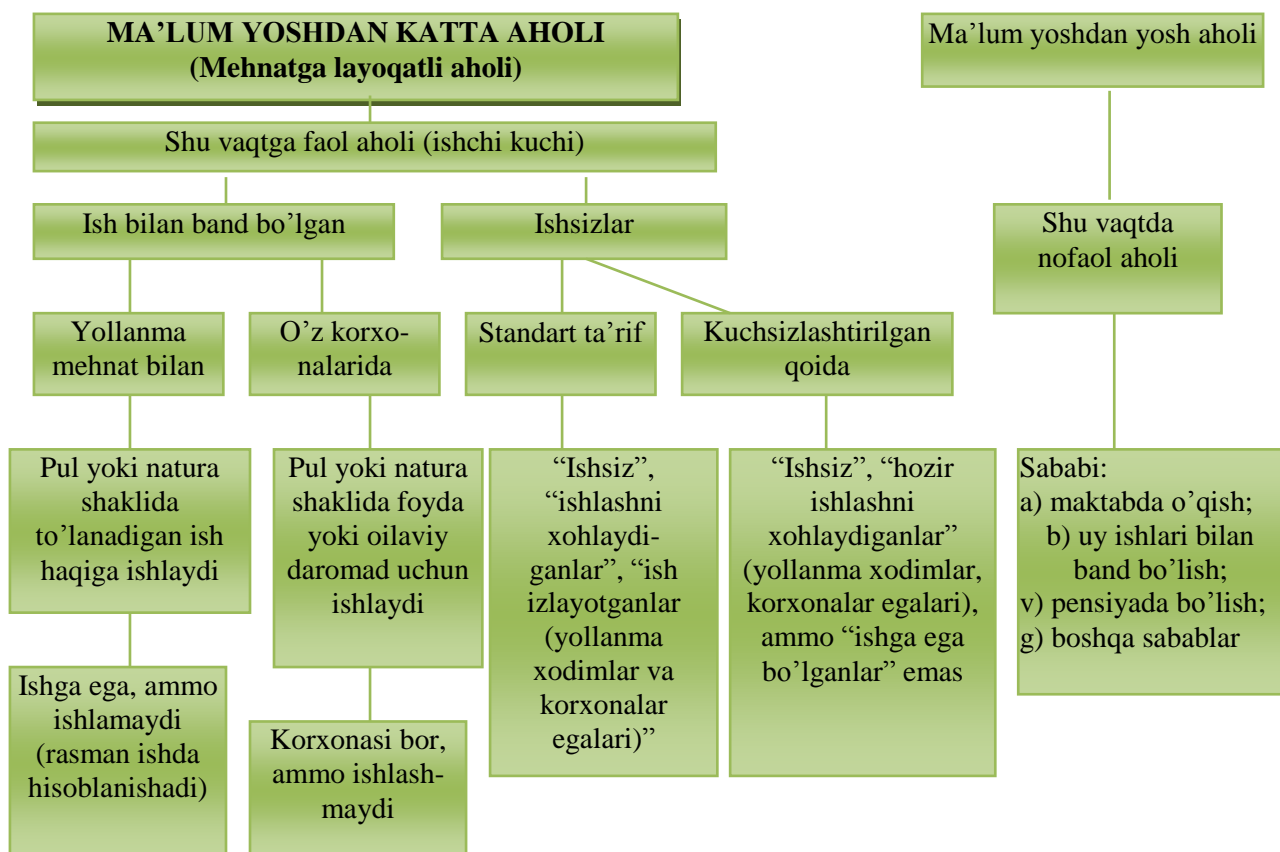 MA’LUM YOSHDAN KATTA AHOLI
(Mehnatga layoqatli aholi)
Ma’lum yoshdan yosh aholi
Shu vaqtga faol aholi (ishchi kuchi)
Ish bilan band bo’lgan
Ishsizlar
Shu vaqtda
nofaol aholi
Yollanma
mehnat bilan
O’z korxo-
nalarida
Standart ta’rif
Kuchsizlashtirilgan
qoida
Pul yoki natura
shaklida
to’lanadigan ish
haqiga ishlaydi
Pul yoki natura
shaklida foyda
yoki oilaviy
daromad uchun
ishlaydi
“Ishsiz”,
“ishlashni
xohlaydi-
ganlar”, “ish
izlayotganlar
(yollanma
xodimlar va
korxonalar
egalari)”
“Ishsiz”, “hozir
ishlashni
xohlaydiganlar”
(yollanma xodimlar,
korxonalar egalari),
ammo “ishga ega
bo’lganlar” emas
Sababi:
a) maktabda o’qish;
b) uy ishlari bilan
band bo’lish;
v) pensiyada bo’lish;
g) boshqa sabablar
Ishga ega, ammo
ishlamaydi
(rasman ishda
hisoblanishadi)
Korxonasi bor,
ammo ishlash-
maydi